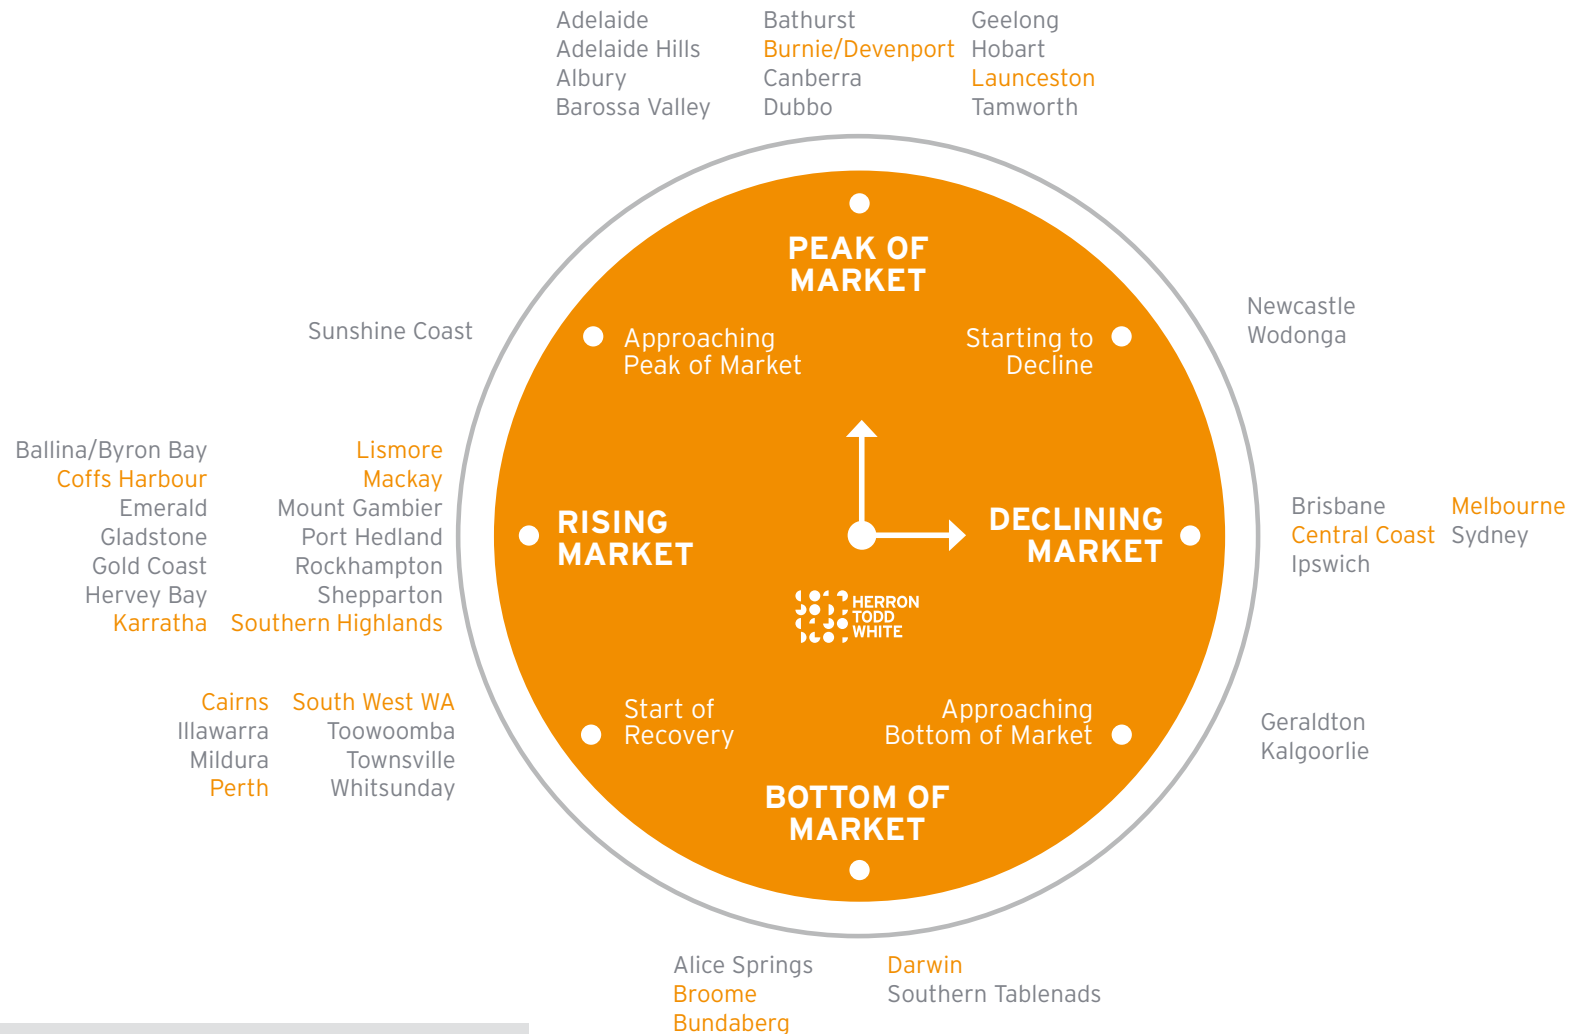 Adelaide Bathurst Geelong
Adelaide Hills Burnie/Devenport Hobart
Albury Canberra Launceston
Barossa Valley Dubbo Tamworth
PEAK OF
MARKET
Sunshine Coast
Approaching
Peak of Market
Starting to
Decline
Newcastle
Wodonga
Ballina/Byron Bay Lismore
Coffs Harbour Mackay
Emerald Mount Gambier
Gladstone Port Hedland
Gold Coast Rockhampton
Hervey Bay Shepparton
Karratha Southern Highlands
RISING
MARKET
DECLINING
MARKET
Brisbane Melbourne
Central Coast Sydney
Ipswich
HERRON
TODD
WHITE
Cairns South West WA
Illawarra Toowoomba
Mildura Townsville
Perth Whitsunday
Start of
Recovery
Approaching
Bottom of Market
Geraldton
Kalgoorlie
BOTTOM OF
MARKET
Alice Springs Darwin
Broome Southern Tablenads
Bundaberg